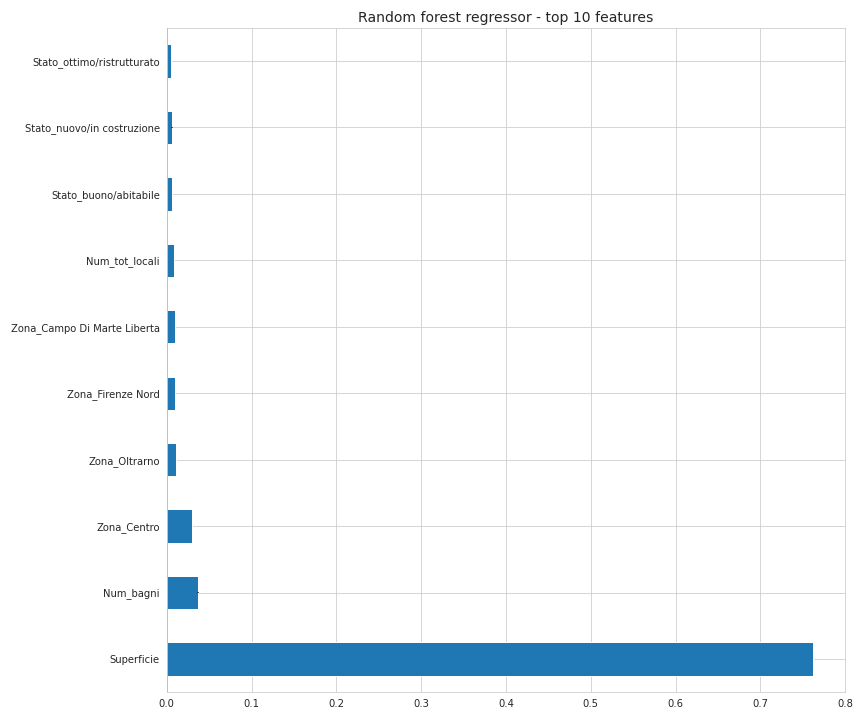 Random forest regressor - top 10 features
Stato_ottimo/ristrutturato
Stato_nuovo/in costruzione
Stato_buono/abitabile
Num_tot_locali
Zona_Campo Di Marte Liberta
Zona_Firenze Nord
Zona_Oltrarno
Zona_Centro
Num_bagni
Superficie
0.0 0.1 0.2 0.3 0.4 0.5 0.6 0.7 0.8